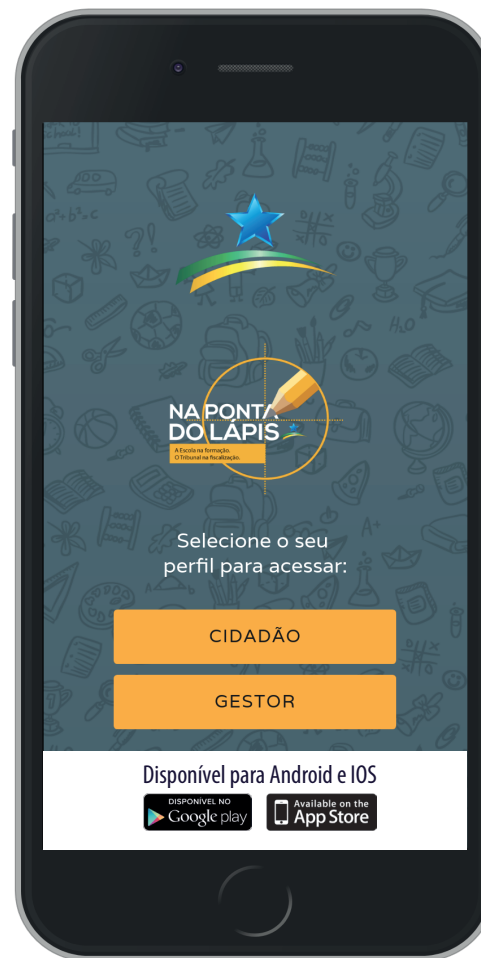 NA PONTA
DO LÁPIS
A Escola na formação.
O Tribunal na fiscalização.
Selecione o seu
perfil para acessar:
CIDADÃO
GESTOR
Disponível para Android e IOS
DISPONÍVEL NO
Google play
Available on the
App Store